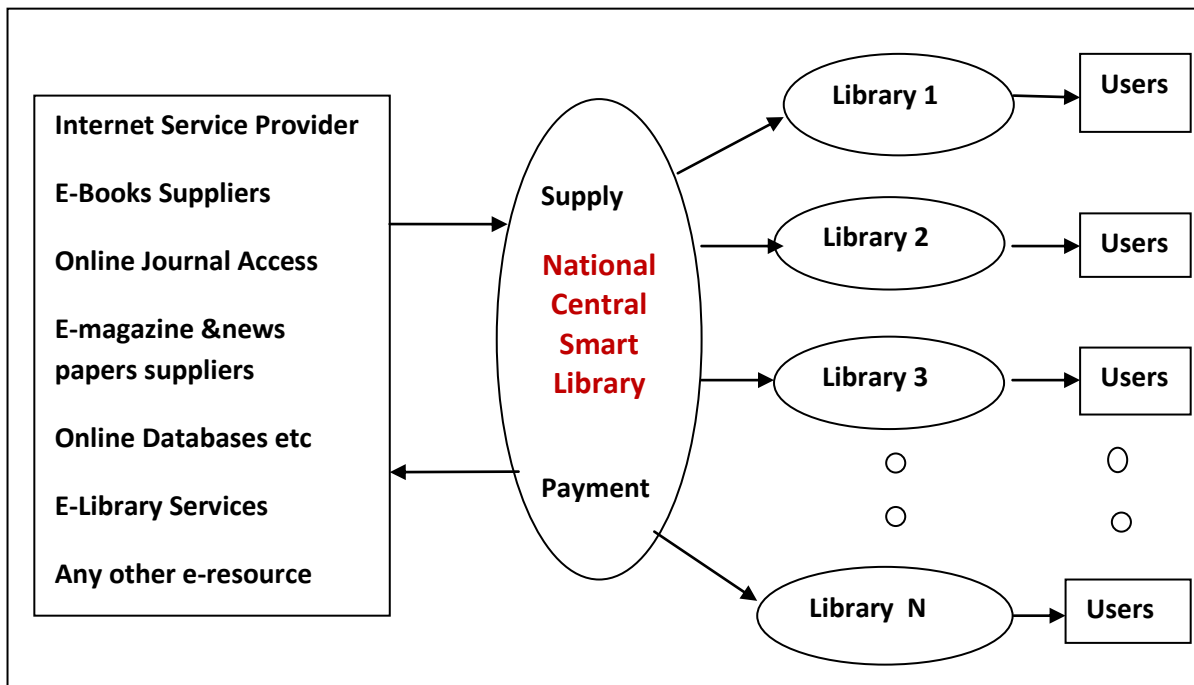 Internet Service Provider
E-Books Suppliers
Online Journal Access
E-magazine &news
papers suppliers
Online Databases etc
E-Library Services
Any other e-resource
Supply
National
Central
Smart
Library
Payment
Library 1
Users
Library 2
Users
Library 3
Users
Library N
Users